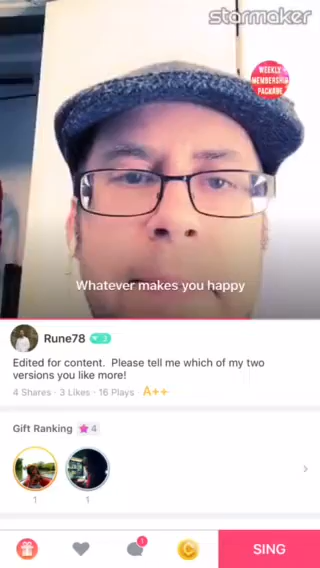 starmaker
WEEKLY
MEMBERSHIP
PACKAGE
Whatever makes you happy
Rune78
2
Edited for content. Please tell me which of my two
versions you like more!
4 Shares · 3 Likes · 16 Plays · A++
Gift Ranking 4
1 1
1
C
SING